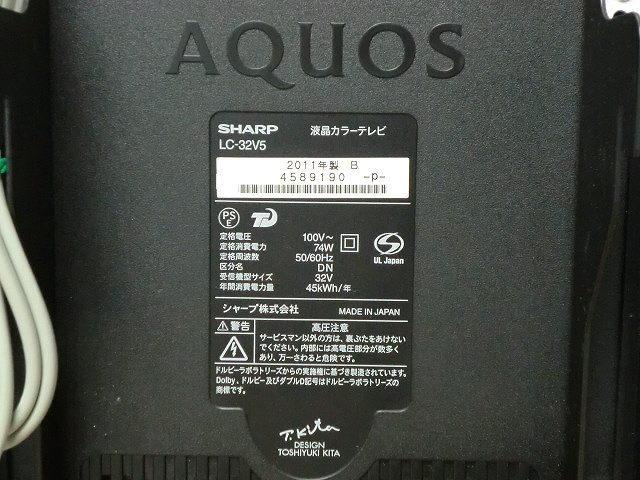 AQUOS
SHARP 液晶カラーテレビ
LC-32V5
2011年製 B
4589190 -p-
PS
E
定格電圧 100V～
定格消費電力 74W
定格周波数 50/60Hz
区分名 DN
受信機型サイズ 32V
年間消費電力量 45kWh/年
UL Japan
シャープ株式会社 MADE IN JAPAN
警告 高圧注意
サービスマン以外の方は、裏ぶたをあけない
でください。内部には高電圧部分が数多く
あり、万一さわると危険です。
ドルビーラボラトリーズからの実施権に基づき製造されています。
Dolby、ドルビー及びダブルD記号はドルビーラボラトリーズの
商標です。
T.Kita
DESIGN
TOSHIYUKI KITA